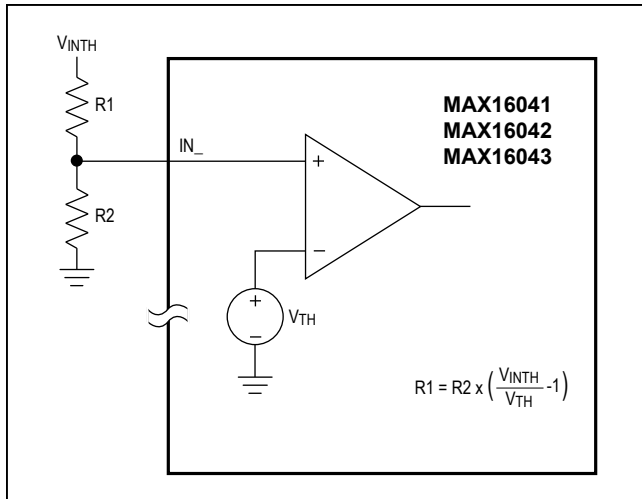 VINTH
R1
MAX16041
MAX16042
MAX16043
IN_
+
R2
−
+
VTH
−
R1 = R2 x ( VINTH / VTH -1 )